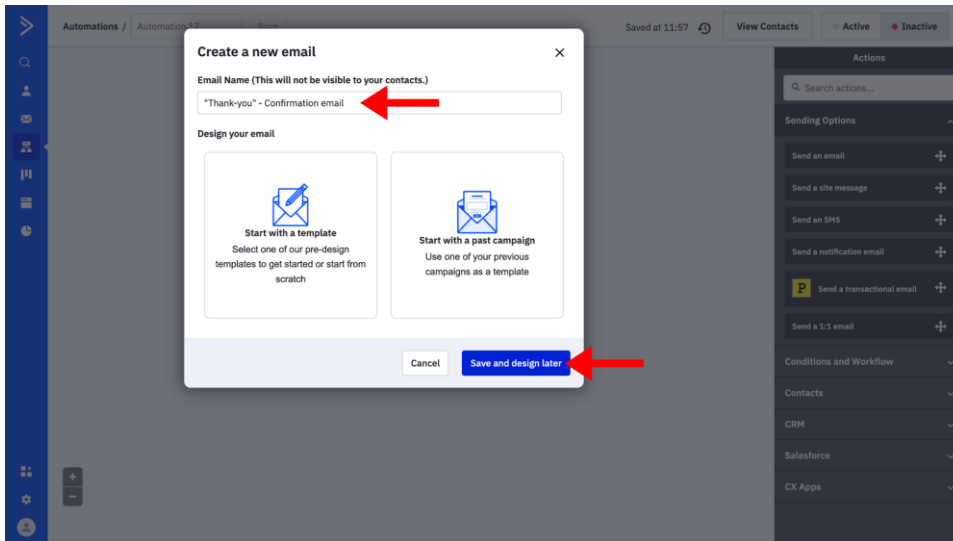 Automations / Automation 12 Save Saved at 11:57 View Contacts Active Inactive
Create a new email
Email Name (This will not be visible to your contacts.)
"Thank-you" - Confirmation email
Design your email
Start with a template
Select one of our pre-design
templates to get started or start from
scratch
Start with a past campaign
Use one of your previous
campaigns as a template
Cancel Save and design later
Actions
Search actions...
Sending Options
Send an email
Send a site message
Send an SMS
Send a notification email
P Send a transactional email
Send a 1:1 email
Conditions and Workflow
Contacts
CRM
Salesforce
CX Apps